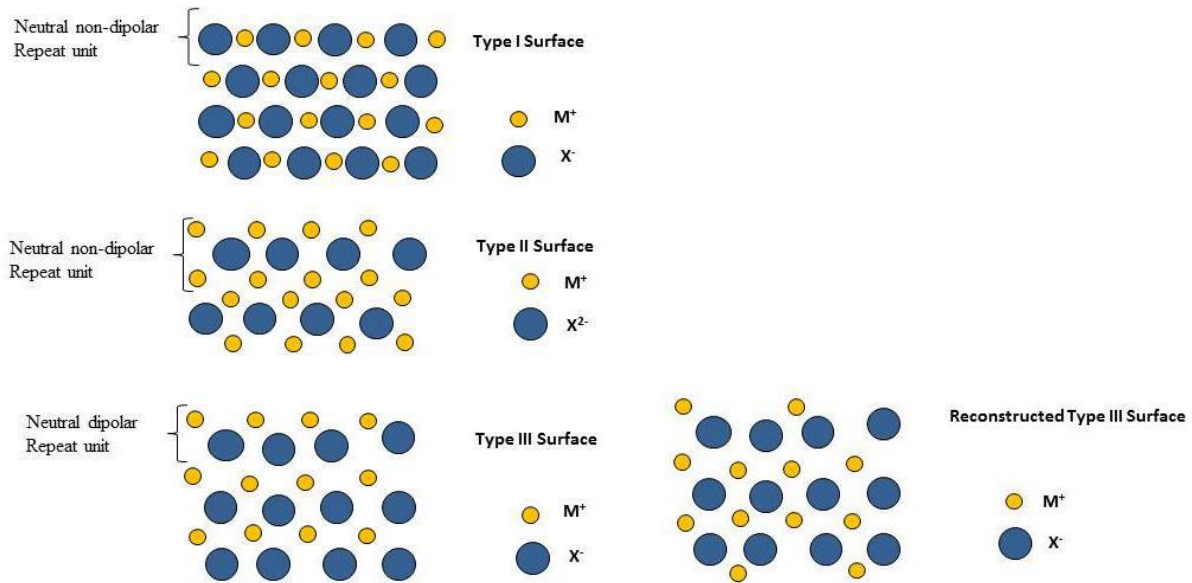 Neutral non-dipolar
Repeat unit
Type I Surface
M⁺
X⁻
Neutral non-dipolar
Repeat unit
Type II Surface
M⁺
X²⁻
Neutral dipolar
Repeat unit
Type III Surface
M⁺
X⁻
Reconstructed Type III Surface
M⁺
X⁻